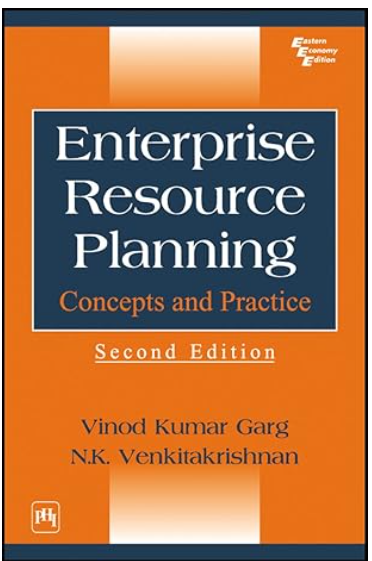 Eastern
Economy
Edition
Enterprise
Resource
Planning
Concepts and Practice
Second Edition
Vinod Kumar Garg
N.K. Venkitakrishnan
PHI